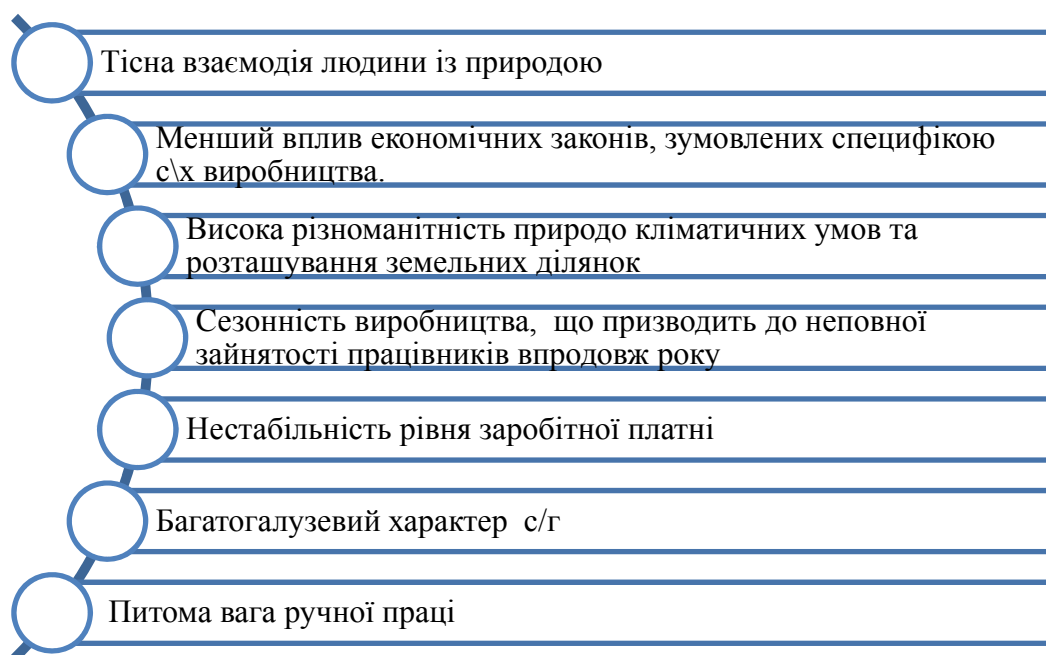 Тісна взаємодія людини із природою
Менший вплив економічних законів, зумовлених специфікою
с\х виробництва.
Висока різноманітність природо кліматичних умов та
розташування земельних ділянок
Сезонність виробництва,  що призводить до неповної
зайнятості працівників впродовж року
Нестабільність рівня заробітної платні
Багатогалузевий характер  с/г
Питома вага ручної праці